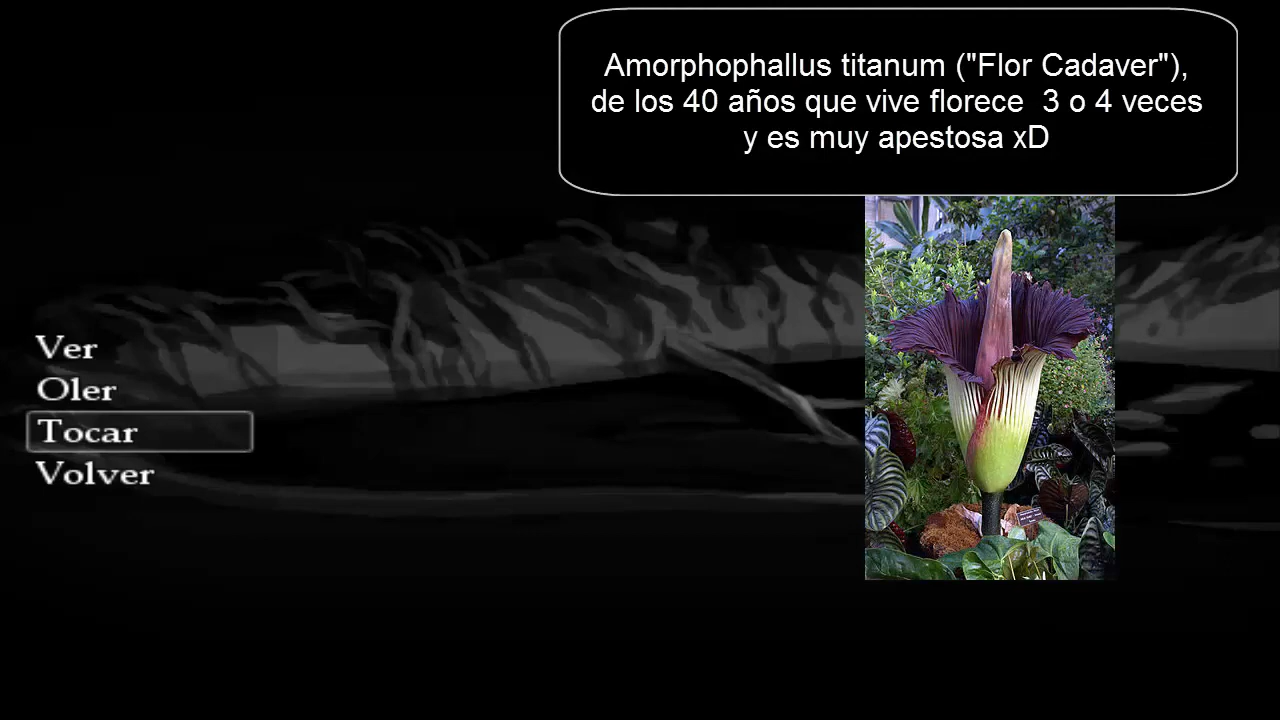 Amorphophallus titanum ("Flor Cadaver"),
de los 40 años que vive florece  3 o 4 veces
y es muy apestosa xD
Ver
Oler
Tocar
Volver